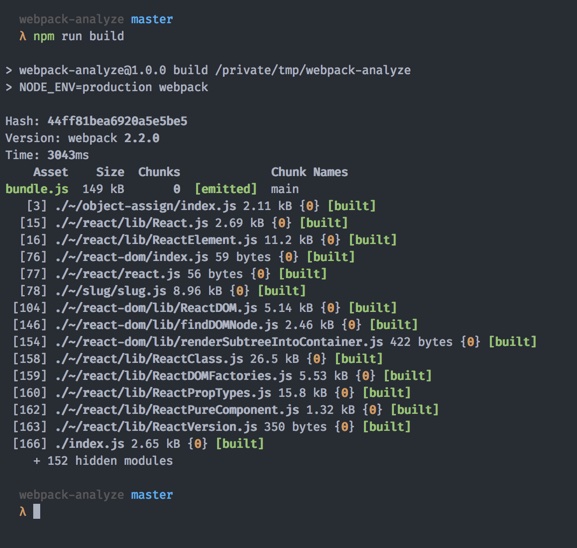 webpack-analyze master
λ npm run build
> webpack-analyze@1.0.0 build /private/tmp/webpack-analyze
> NODE_ENV=production webpack
Hash: 44ff81bea6920a5e5be5
Version: webpack 2.2.0
Time: 3043ms
Asset Size Chunks Chunk Names
bundle.js 149 kB 0 [emitted] main
[3] ./~/object-assign/index.js 2.11 kB {0} [built]
[15] ./~/react/lib/React.js 2.69 kB {0} [built]
[16] ./~/react/lib/ReactElement.js 11.2 kB {0} [built]
[76] ./~/react-dom/index.js 59 bytes {0} [built]
[77] ./~/react/react.js 56 bytes {0} [built]
[78] ./~/slug/slug.js 8.96 kB {0} [built]
[104] ./~/react-dom/lib/ReactDOM.js 5.14 kB {0} [built]
[146] ./~/react-dom/lib/findDOMNode.js 2.46 kB {0} [built]
[154] ./~/react-dom/lib/renderSubtreeIntoContainer.js 422 bytes {0} [built]
[158] ./~/react/lib/ReactClass.js 26.5 kB {0} [built]
[159] ./~/react/lib/ReactDOMFactories.js 5.53 kB {0} [built]
[160] ./~/react/lib/ReactPropTypes.js 15.8 kB {0} [built]
[162] ./~/react/lib/ReactPureComponent.js 1.32 kB {0} [built]
[163] ./~/react/lib/ReactVersion.js 350 bytes {0} [built]
[166] ./index.js 2.65 kB {0} [built]
+ 152 hidden modules
webpack-analyze master
λ